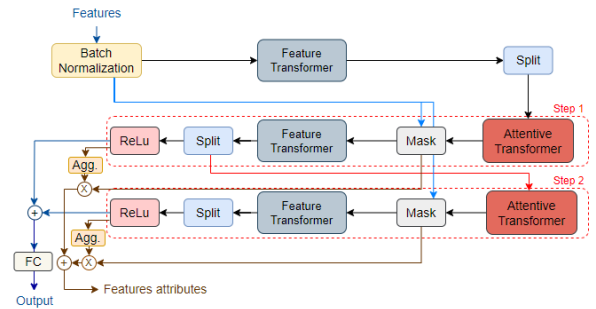 Features
Batch
Normalization
Feature
Transformer
Split
Step 1
ReLu
Split
Feature
Transformer
Mask
Attentive
Transformer
Agg.
X
Step 2
+
ReLu
Split
Feature
Transformer
Mask
Attentive
Transformer
Agg.
FC
+
X
Output
Features attributes